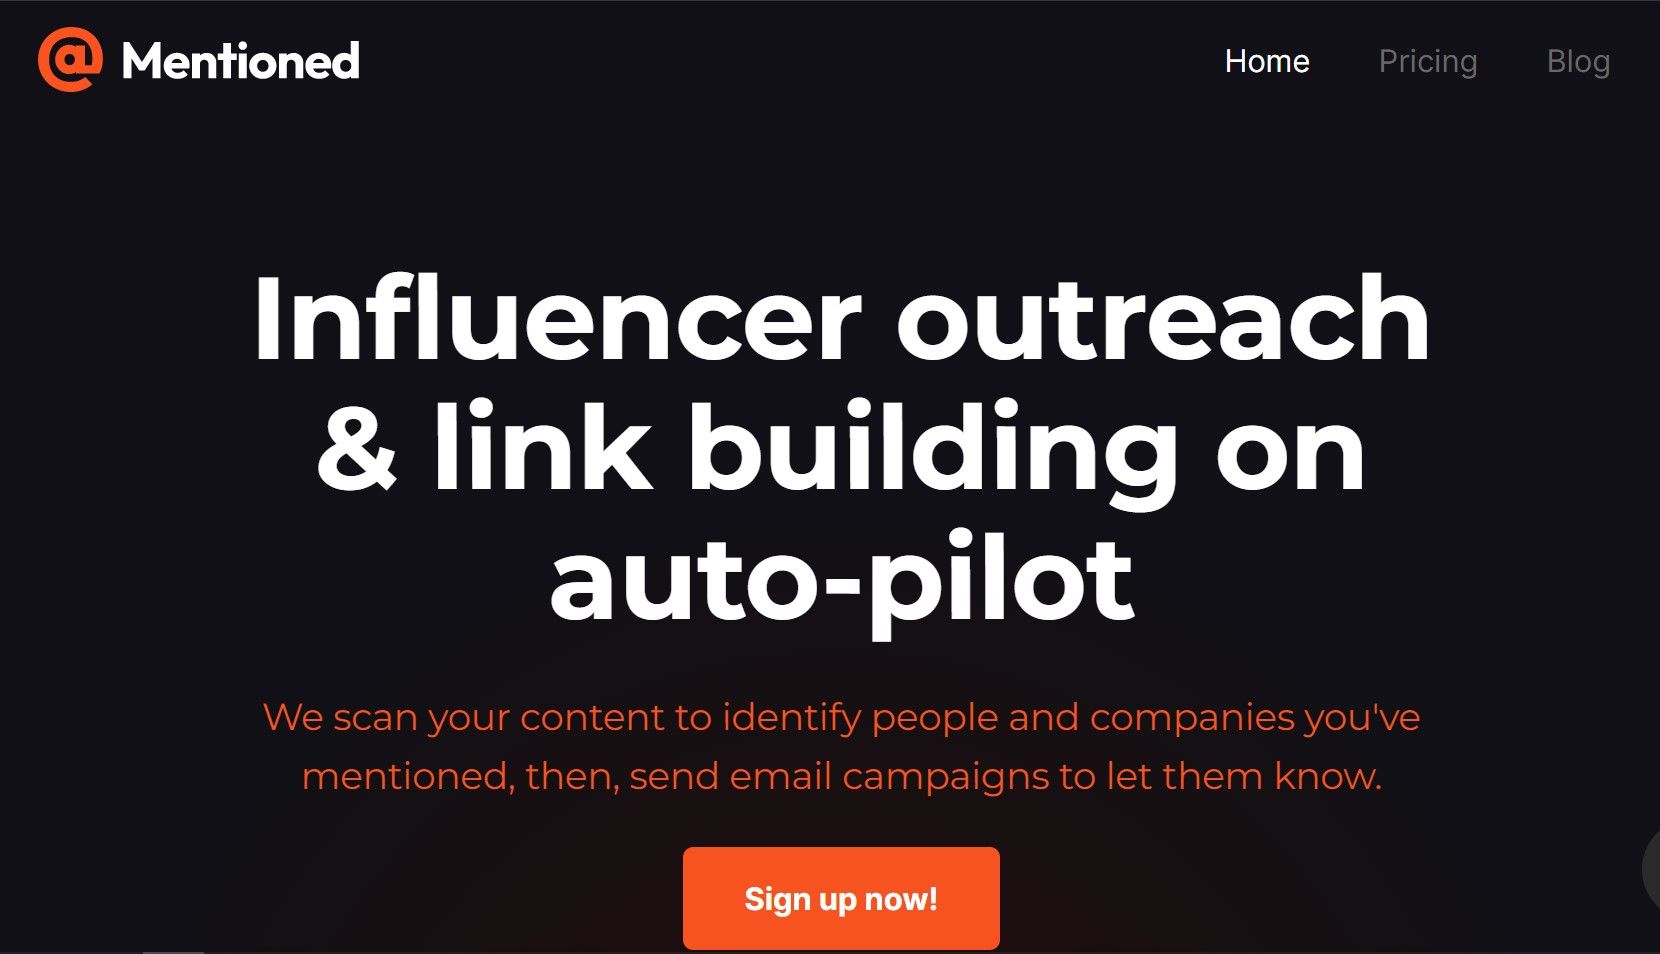 @ Mentioned
Home Pricing Blog
Influencer outreach
& link building on
auto-pilot
We scan your content to identify people and companies you've
mentioned, then, send email campaigns to let them know.
Sign up now!